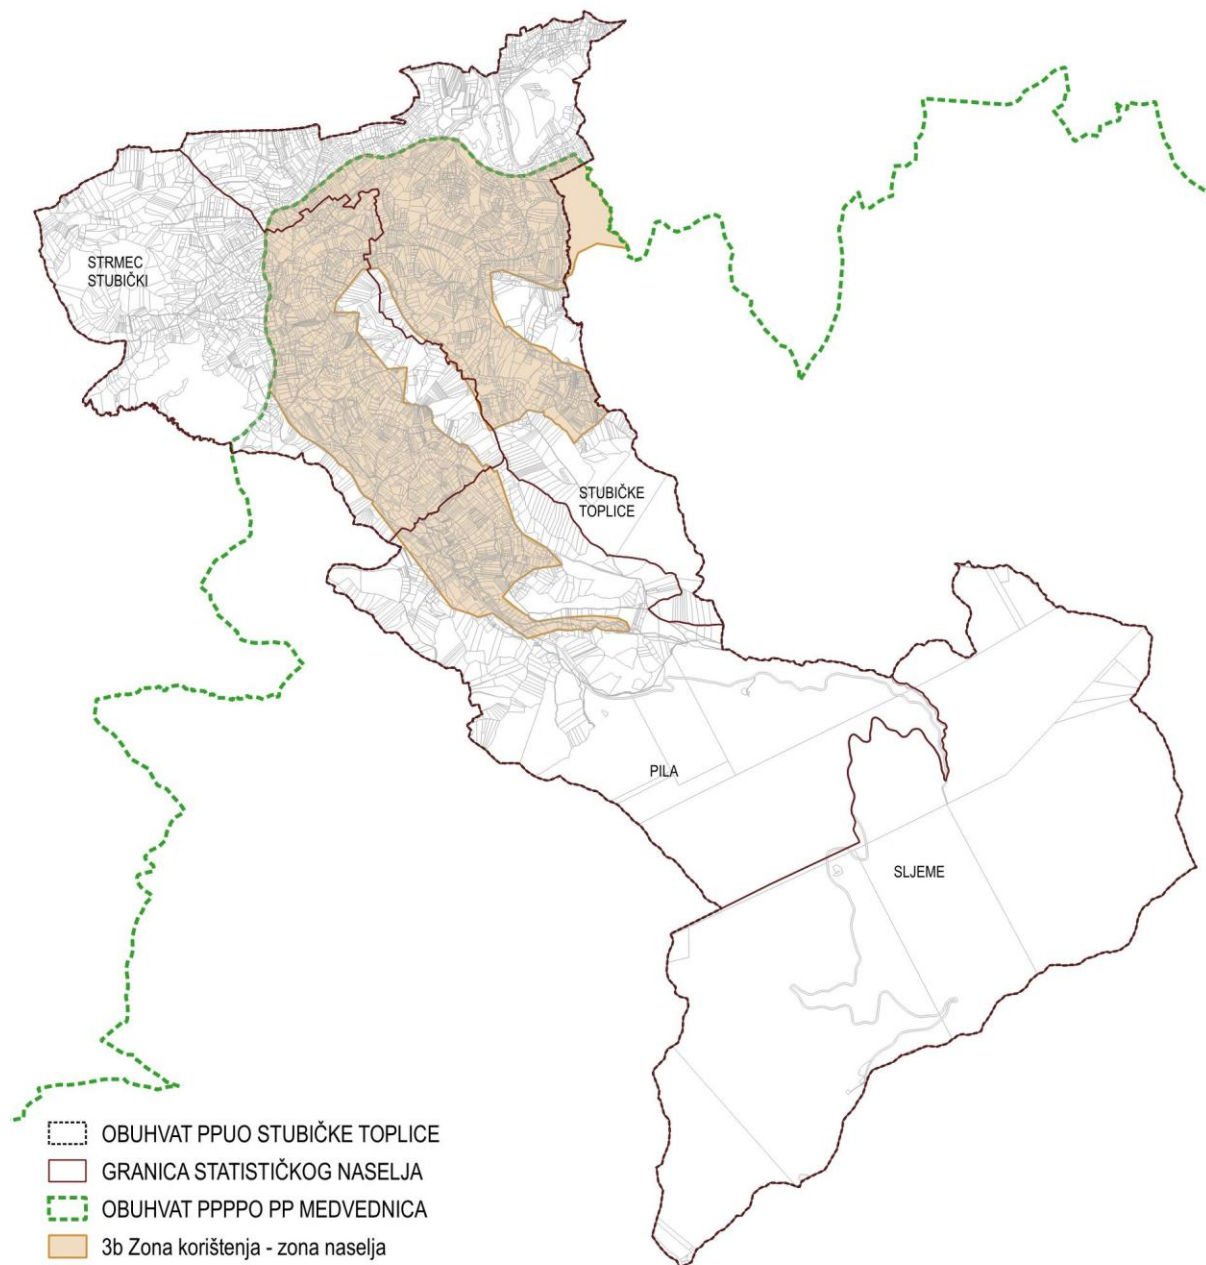 STRMEC
STUBIČKI
STUBIČKE
TOPLICE
PILA
SLJEME
OBUHVAT PPUO STUBIČKE TOPLICE
GRANICA STATISTIČKOG NASELJA
OBUHVAT PPPPO PP MEDVEDNICA
3b Zona korištenja - zona naselja